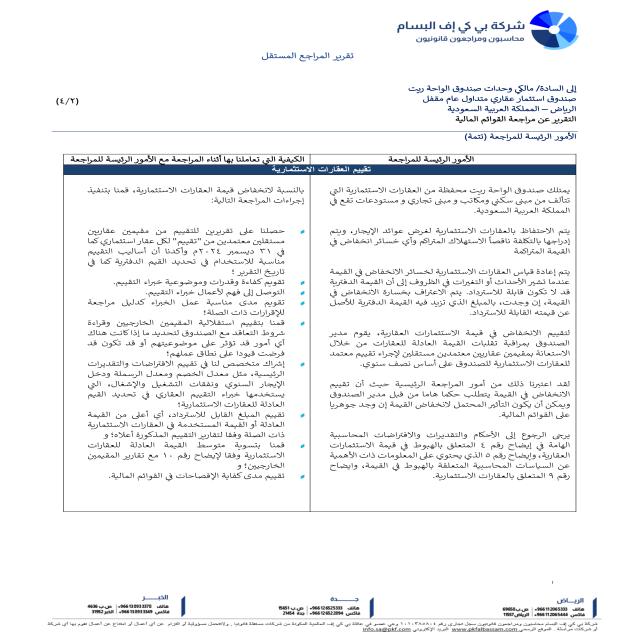 شركة بي كي إف البسام
محاسبون ومراجعون قانونيون
تقرير المراجع المستقل
إلى السادة/ مالكي وحدات صندوق الواحة ريت
صندوق استثمار عقاري متداول عام مقفل
(٤/٢)
الرياض – المملكة العربية السعودية
التقرير عن مراجعة القوائم المالية
الأمور الرئيسة للمراجعة (تتمة)
الأمور الرئيسة للمراجعة
الكيفية التي تعاملنا بها أثناء المراجعة مع الأمور الرئيسة للمراجعة
تقييم العقارات الاستثمارية
يمتلك صندوق الواحة ريت محفظة من العقارات الاستثمارية التي
تتألف من مبنى سكني ومكاتب و مبنى تجاري و مستودعات تقع في
المملكة العربية السعودية.
يتم الاحتفاظ بالعقارات الاستثمارية لغرض عوائد الإيجار، ويتم
إدراجها بالتكلفة ناقصاً الاستهلاك المتراكم وأي خسائر انخفاض في
القيمة المتراكمة
يتم إعادة قياس العقارات الاستثمارية لخسائر الانخفاض في القيمة
عندما تشير الأحداث أو التغيرات في الظروف إلى أن القيمة الدفترية
قد لا تكون قابلة للاسترداد. يتم الاعتراف بخسارة الانخفاض في
القيمة، إن وجدت، بالمبلغ الذي تزيد فيه القيمة الدفترية للأصل
عن قيمته القابلة للاسترداد.
لتقييم الانخفاض في قيمة الاستثمارات العقارية، يقوم مدير
الصندوق بمراقبة تقلبات القيمة العادلة للعقارات من خلال
الاستعانة بمقيمين عقاريين معتمدين مستقلين لإجراء تقييم معتمد
للعقارات الاستثمارية للصندوق على أساس نصف سنوي.
لقد اعتبرنا ذلك من أمور المراجعة الرئيسية حيث أن تقييم
الانخفاض في القيمة يتطلب حكما هاما من قبل مدير الصندوق
ويمكن أن يكون التأثير المحتمل لانخفاض القيمة إن وجد جوهريا
على القوائم المالية.
يرجى الرجوع إلى الأحكام والتقديرات والافتراضات المحاسبية
الهامة في إيضاح رقم ٤ المتعلق بالهبوط في قيمة الاستثمارات
العقارية، وإيضاح رقم ٥ الذي يحتوي على المعلومات ذات الأهمية
عن السياسات المحاسبية المتعلقة بالهبوط في القيمة، وإيضاح
رقم ٩ المتعلق بالعقارات الاستثمارية.
بالنسبة لانخفاض قيمة العقارات الاستثمارية، قمنا بتنفيذ
إجراءات المراجعة التالية:
حصلنا على تقريرين للتقييم من مقيمين عقاريين
مستقلين معتمدين من "تقييم" لكل عقار استثماري كما
في ٣١ ديسمبر ٢٠٢٤م وأكدنا أن أساليب التقييم
مناسبة للاستخدام في تحديد القيم الدفترية كما في
تاريخ التقرير ؛
تقويم كفاءة وقدرات وموضوعية خبراء التقييم.
التوصل إلى فهم لأعمال خبراء التقييم.
تقويم مدى مناسبة عمل الخبراء كدليل مراجعة
للإقرارات ذات الصلة؛
قمنا بتقييم استقلالية المقيمين الخارجيين وقراءة
شروط التعاقد مع الصندوق لتحديد ما إذا كانت هناك
أي أمور قد تؤثر على موضوعيتهم أو قد تكون قد
فرضت قيودا على نطاق عملهم؟
إشراك متخصص لنا في تقييم الافتراضات والتقديرات
الرئيسية، مثل معدل الخصم ومعدل الرسملة ودخل
الإيجار السنوي ونفقات التشغيل والإشغال، التي
يستخدمها خبراء التقييم العقاري في تحديد القيم
العادلة للعقارات الاستثمارية؛
تقييم المبلغ القابل للاسترداد، أي أعلى من القيمة
العادلة أو القيمة المستخدمة في العقارات الاستثمارية
ذات الصلة وفقا لتقارير التقييم المذكورة أعلاه؛ و
قمنا بتسوية متوسط القيمة العادلة للعقارات
الاستثمارية وفقا لإيضاح رقم ١٠ مع تقارير المقيمين
الخارجيين؛ و
تقييم مدى كفاية الإفصاحات في القوائم المالية.
الرياض
جدة
الخبر